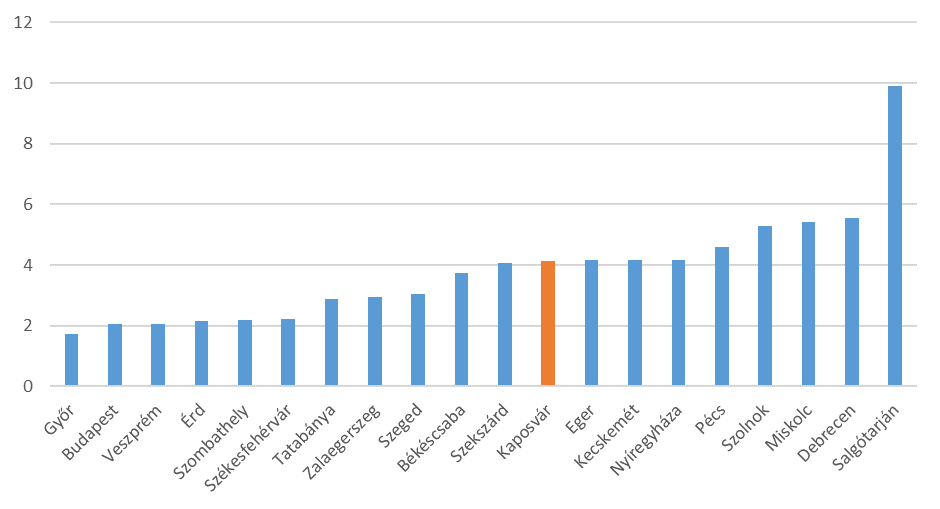 12
10
8
6
4
2
0
Győr
Budapest
Veszprém
Érd
Szombathely
Székesfehérvár
Tatabánya
Zalaegerszeg
Szeged
Békéscsaba
Szekszárd
Kaposvár
Eger
Kecskemét
Nyíregyháza
Pécs
Szolnok
Miskolc
Debrecen
Salgótarján